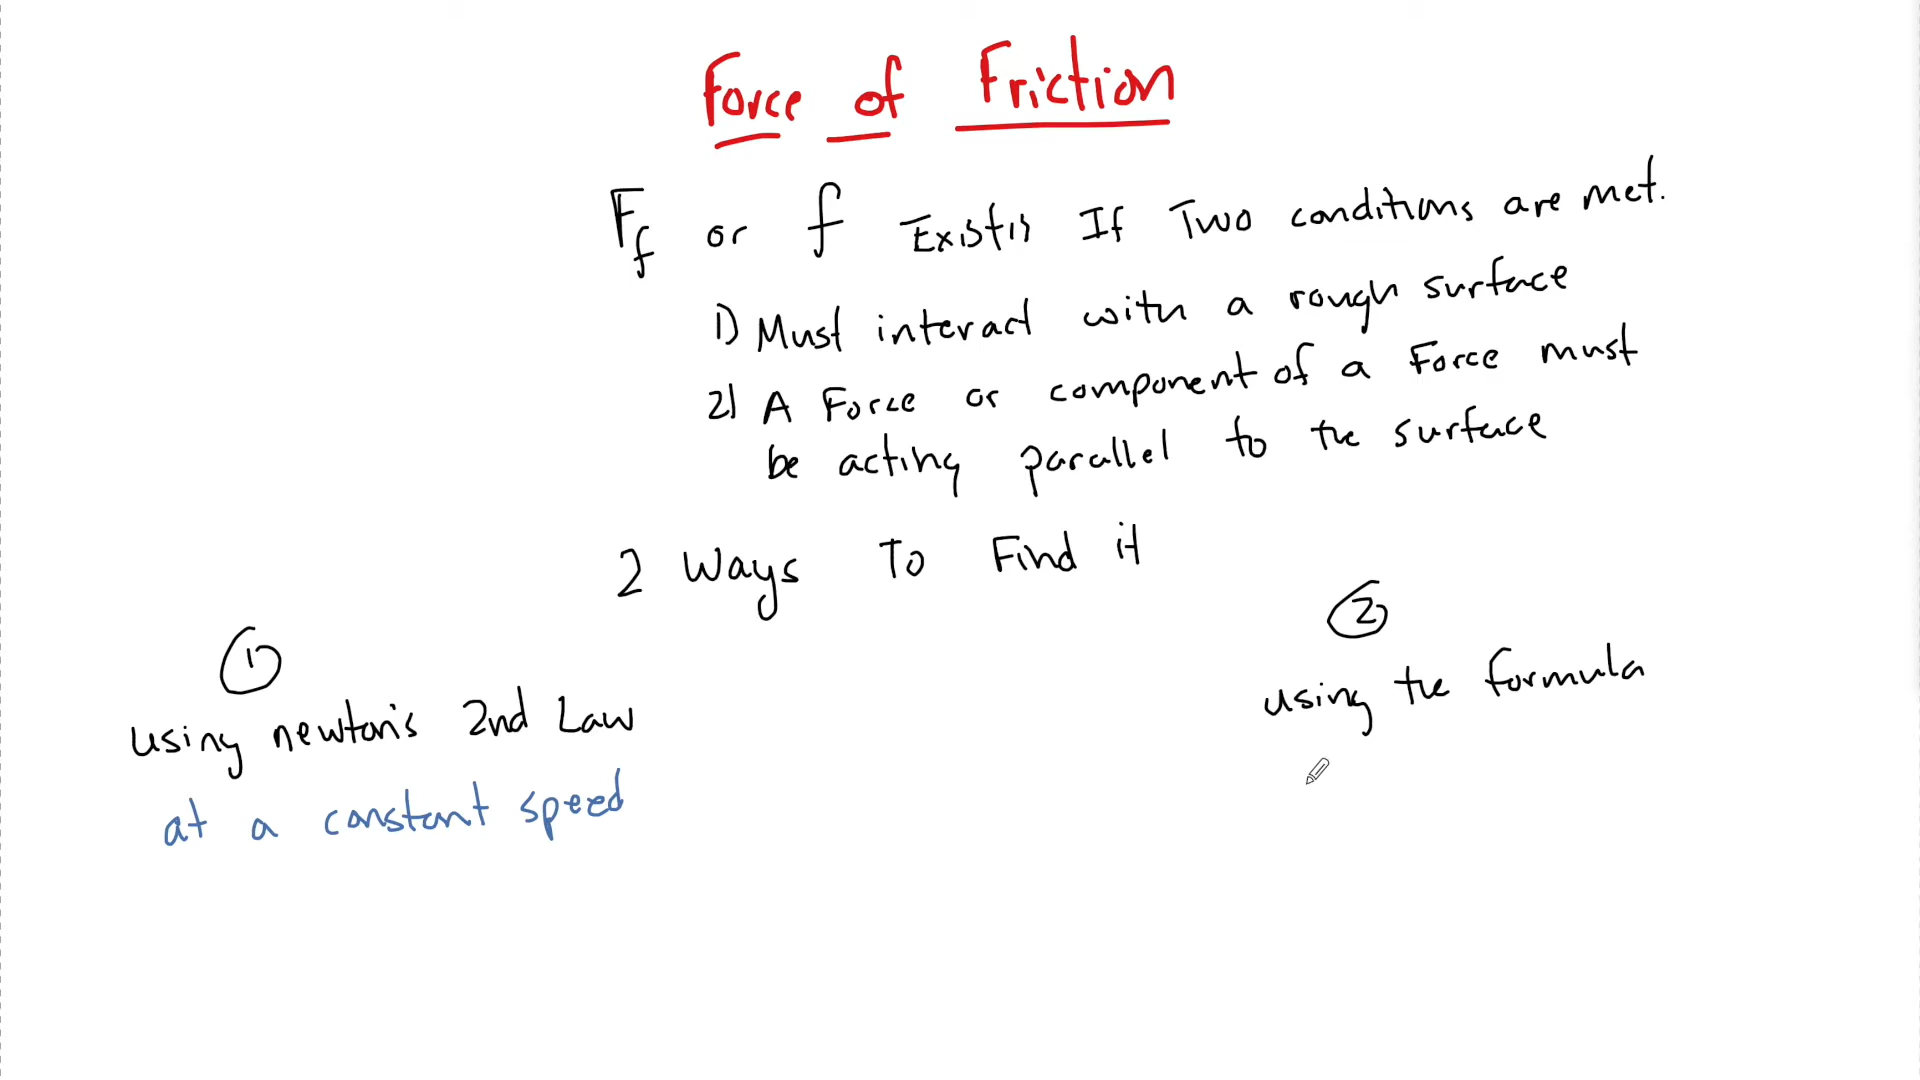 Force of Friction
Ff or f Exists If Two conditions are met.
1) Must interact with a rough surface
2) A Force or component of a Force must
be acting parallel to the surface
2 Ways To Find it
①
②
using newton's 2nd Law
using the formula
at a constant speed